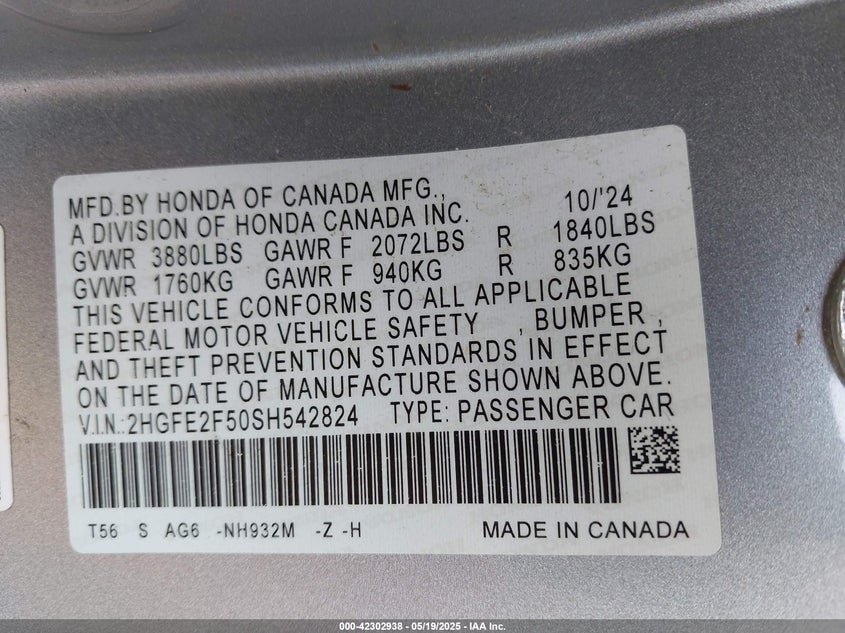 MFD.BY HONDA OF CANADA MFG., 10/'24
A DIVISION OF HONDA CANADA INC.
GVWR 3880LBS GAWR F 2072LBS R 1840LBS
GVWR 1760KG GAWR F 940KG R 835KG
THIS VEHICLE CONFORMS TO ALL APPLICABLE
FEDERAL MOTOR VEHICLE SAFETY , BUMPER ,
AND THEFT PREVENTION STANDARDS IN EFFECT
ON THE DATE OF MANUFACTURE SHOWN ABOVE.
V.I.N.:2HGFE2F50SH542824 TYPE: PASSENGER CAR
T56 S AG6 -NH932M -Z -H MADE IN CANADA
000-42302938 - 05/19/2025 - IAA Inc.